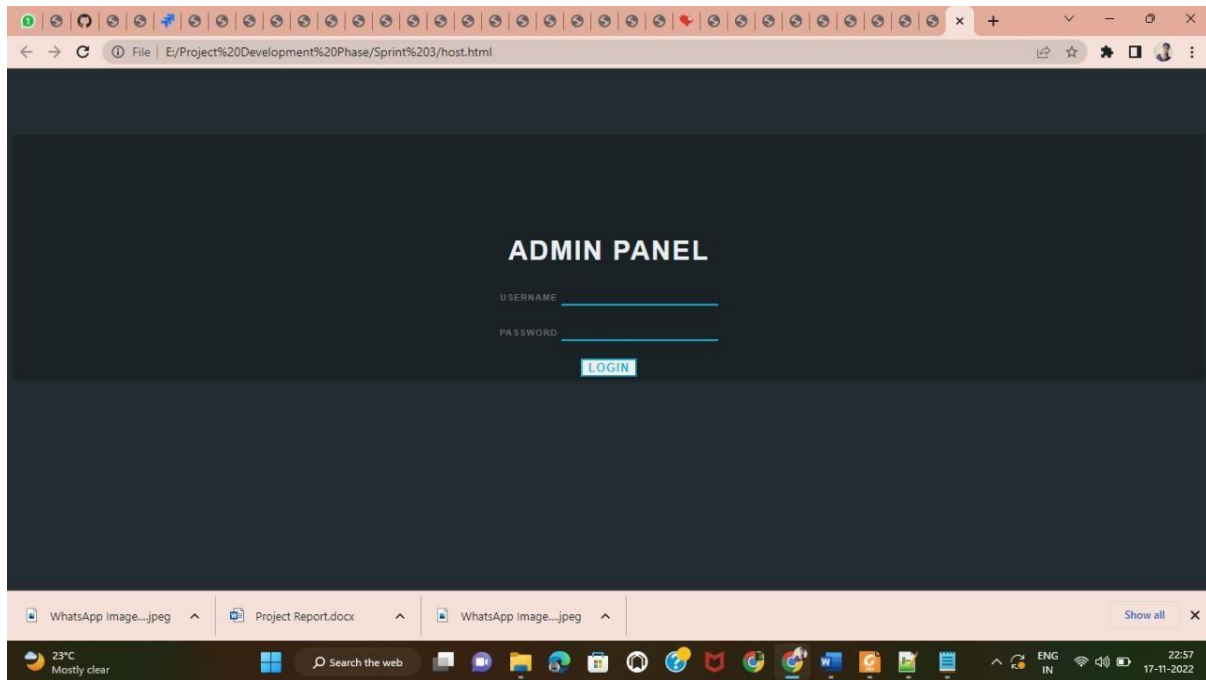 File | E:/Project%20Development%20Phase/Sprint%203/host.html
ADMIN PANEL
USERNAME
PASSWORD
LOGIN
WhatsApp Image....jpeg
Project Report.docx
WhatsApp Image....jpeg
Show all
23°C
Mostly clear
Search the web
ENG
IN
22:57
17-11-2022